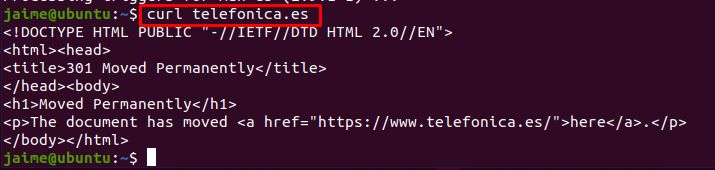 jaime@ubuntu:~$ curl telefonica.es
<!DOCTYPE HTML PUBLIC "-//IETF//DTD HTML 2.0//EN">
<html><head>
<title>301 Moved Permanently</title>
</head><body>
<h1>Moved Permanently</h1>
<p>The document has moved <a href="https://www.telefonica.es/">here</a>.</p>
</body></html>
jaime@ubuntu:~$